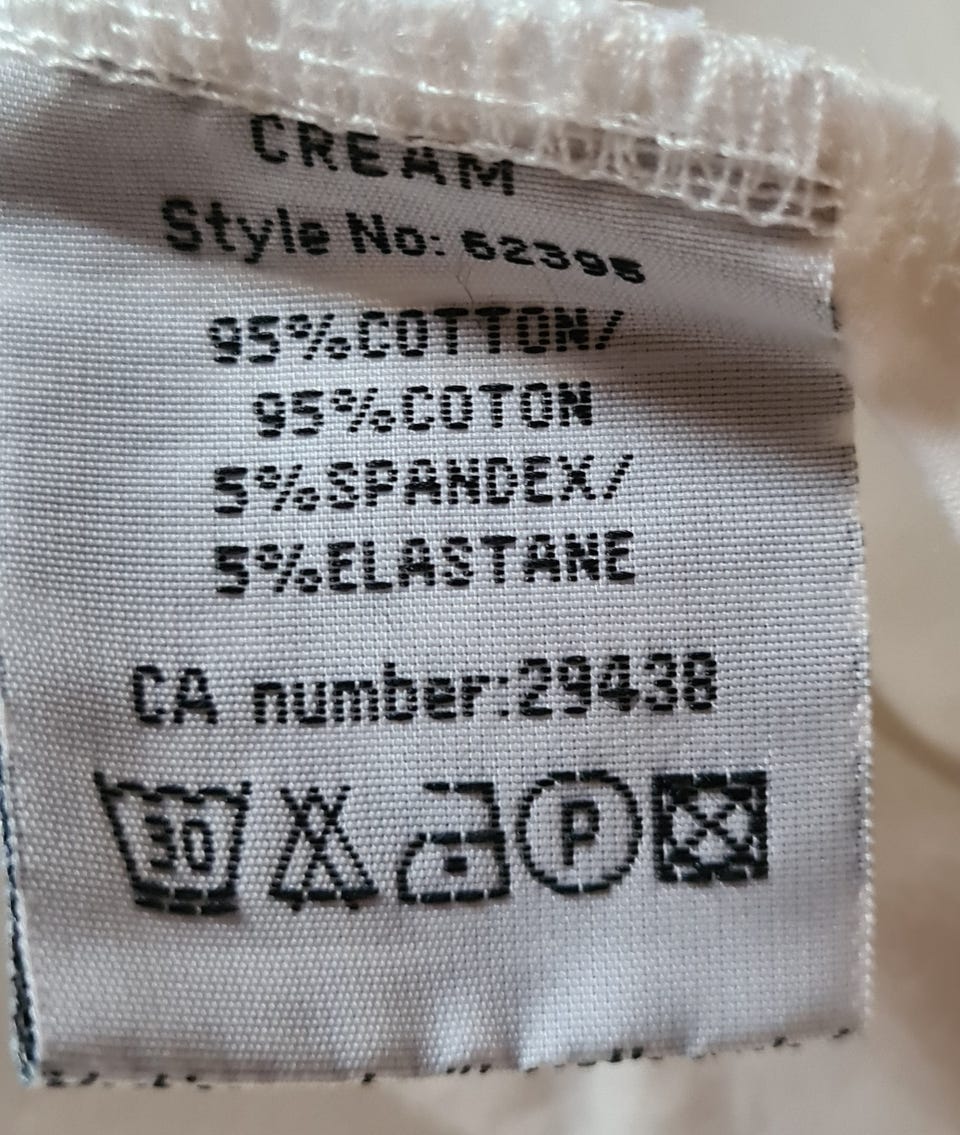 CREAM
Style No: 62395
95%COTTON/
95%COTON
5%SPANDEX/
5%ELASTANE
CA number:29438
30
P